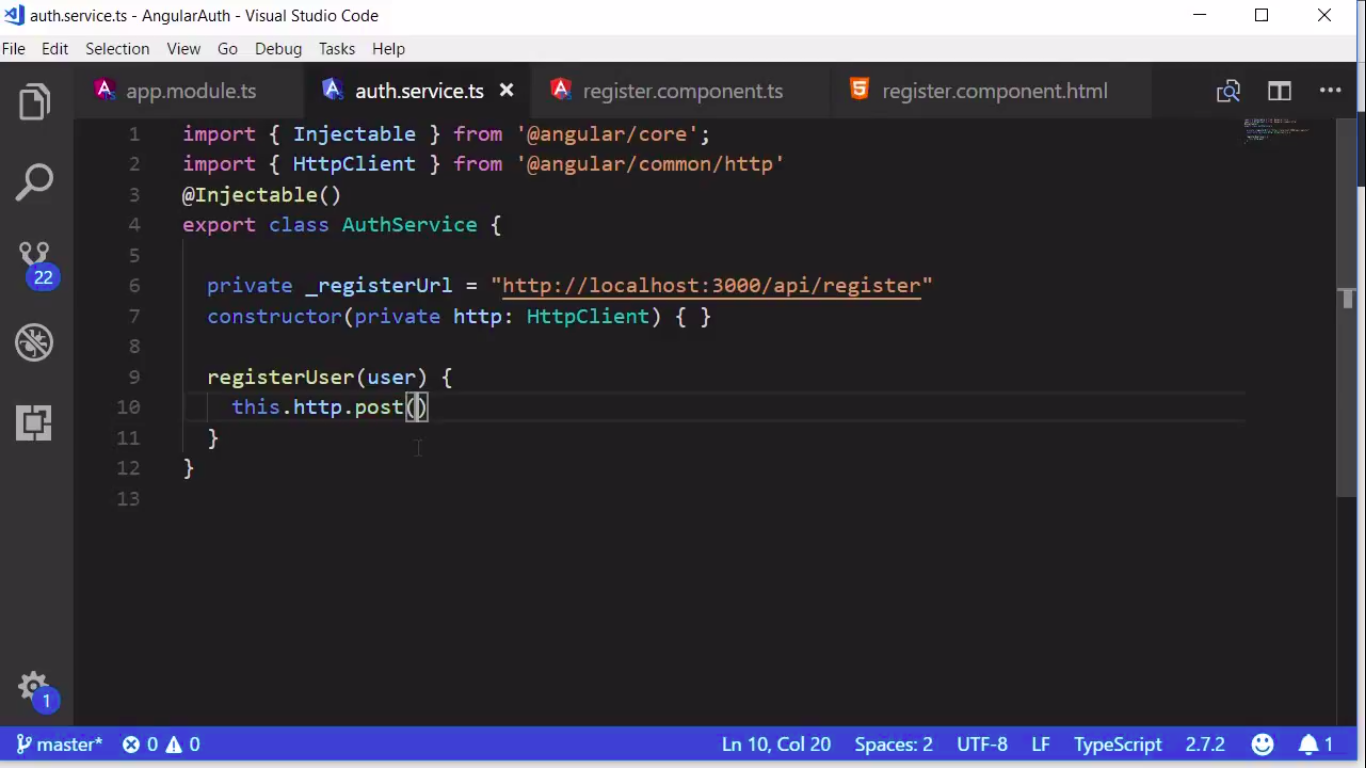 auth.service.ts - AngularAuth - Visual Studio Code
File Edit Selection View Go Debug Tasks Help
app.module.ts auth.service.ts register.component.ts register.component.html
1 import { Injectable } from '@angular/core';
2 import { HttpClient } from '@angular/common/http'
3 @Injectable()
4 export class AuthService {
5
6 private _registerUrl = "http://localhost:3000/api/register"
7 constructor(private http: HttpClient) { }
8
9 registerUser(user) {
10 this.http.post()
11 }
12 }
13
22
1
master* 0 0 Ln 10, Col 20 Spaces: 2 UTF-8 LF TypeScript 2.7.2 1